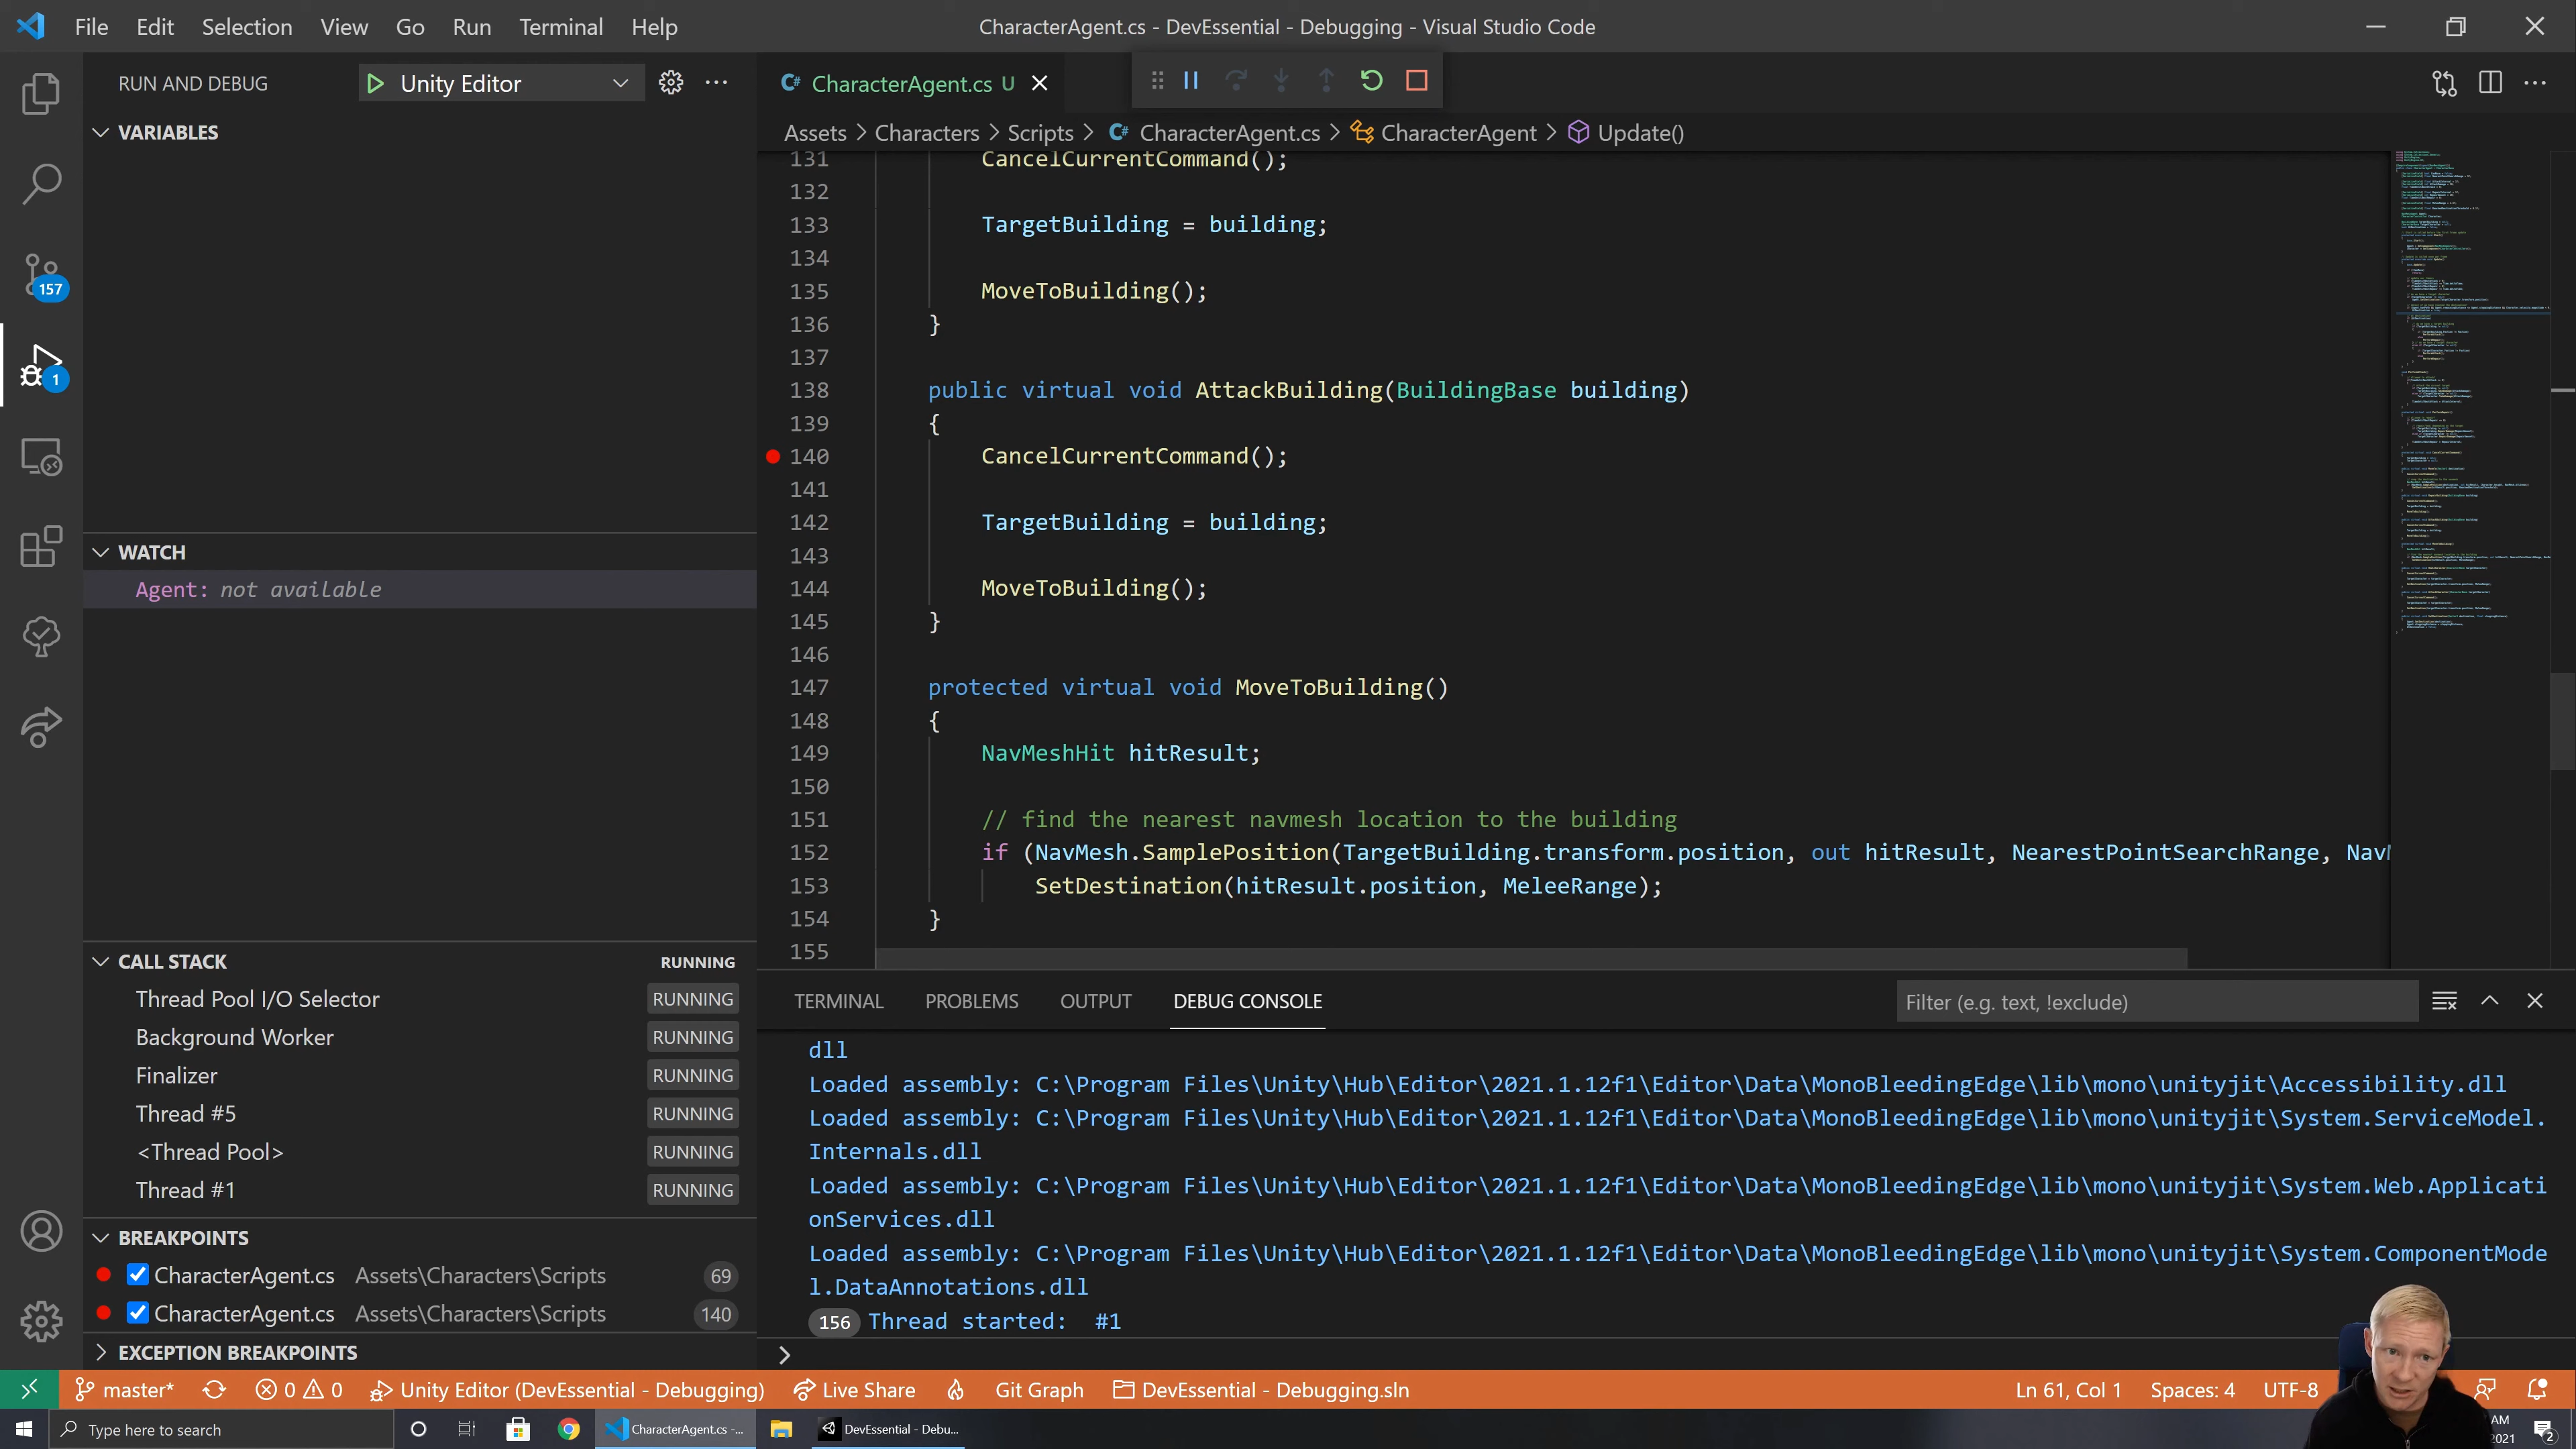 File Edit Selection View Go Run Terminal Help
CharacterAgent.cs - DevEssential - Debugging - Visual Studio Code
RUN AND DEBUG
Unity Editor
CharacterAgent.cs U
VARIABLES
Assets > Characters > Scripts > CharacterAgent.cs > CharacterAgent > Update()
131 CancelCurrentCommand();
132
133 TargetBuilding = building;
134
135 MoveToBuilding();
136 }
137
138 public virtual void AttackBuilding(BuildingBase building)
139 {
140 CancelCurrentCommand();
141
142 TargetBuilding = building;
143
144 MoveToBuilding();
145 }
146
147 protected virtual void MoveToBuilding()
148 {
149 NavMeshHit hitResult;
150
151 // find the nearest navmesh location to the building
152 if (NavMesh.SamplePosition(TargetBuilding.transform.position, out hitResult, NearestPointSearchRange, Nav
153 SetDestination(hitResult.position, MeleeRange);
154 }
155
157
1
WATCH
Agent: not available
CALL STACK RUNNING
Thread Pool I/O Selector RUNNING
Background Worker RUNNING
Finalizer RUNNING
Thread #5 RUNNING
<Thread Pool> RUNNING
Thread #1 RUNNING
BREAKPOINTS
CharacterAgent.cs Assets\Characters\Scripts 69
CharacterAgent.cs Assets\Characters\Scripts 140
EXCEPTION BREAKPOINTS
TERMINAL PROBLEMS OUTPUT DEBUG CONSOLE
Filter (e.g. text, !exclude)
dll
Loaded assembly: C:\Program Files\Unity\Hub\Editor\2021.1.12f1\Editor\Data\MonoBleedingEdge\lib\mono\unityjit\Accessibility.dll
Loaded assembly: C:\Program Files\Unity\Hub\Editor\2021.1.12f1\Editor\Data\MonoBleedingEdge\lib\mono\unityjit\System.ServiceModel.
Internals.dll
Loaded assembly: C:\Program Files\Unity\Hub\Editor\2021.1.12f1\Editor\Data\MonoBleedingEdge\lib\mono\unityjit\System.Web.Applicati
onServices.dll
Loaded assembly: C:\Program Files\Unity\Hub\Editor\2021.1.12f1\Editor\Data\MonoBleedingEdge\lib\mono\unityjit\System.ComponentMode
l.DataAnnotations.dll
156 Thread started: #1
master* 0 0 Unity Editor (DevEssential - Debugging) Live Share Git Graph DevEssential - Debugging.sln Ln 61, Col 1 Spaces: 4 UTF-8
Type here to search
CharacterAgent.cs -...
DevEssential - Debu...
AM
2021
2